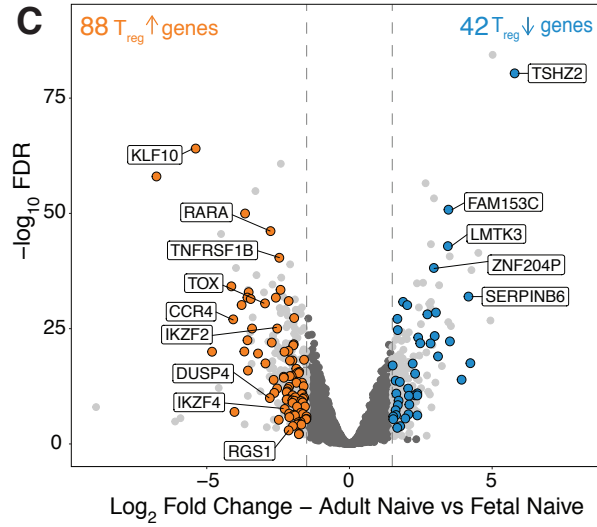 C
88 Treg ↑ genes
42 Treg ↓ genes
TSHZ2
75
KLF10
FAM153C
RARA
50
LMTK3
TNFRSF1B
ZNF204P
TOX
SERPINB6
CCR4
IKZF2
25
DUSP4
IKZF4
RGS1
0
−log10 FDR
−5
0
5
Log2 Fold Change − Adult Naive vs Fetal Naive